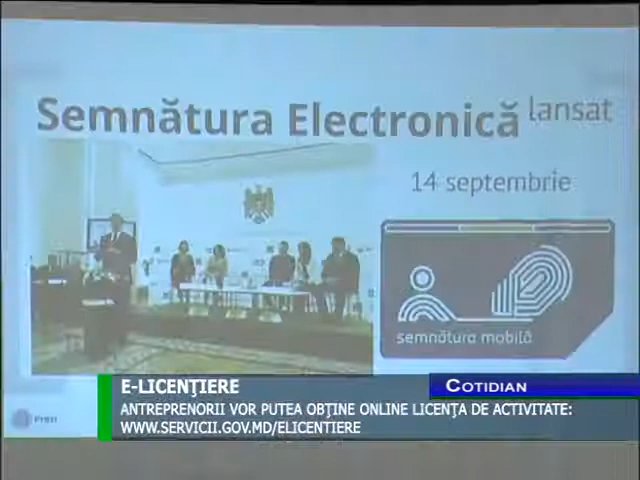 Semnătura Electronică lansat
14 septembrie
semnătura mobilă
Prezi
E-LICENŢIERE
COTIDIAN
ANTREPRENORII VOR PUTEA OBŢINE ONLINE LICENŢA DE ACTIVITATE:
WWW.SERVICII.GOV.MD/ELICENTIERE